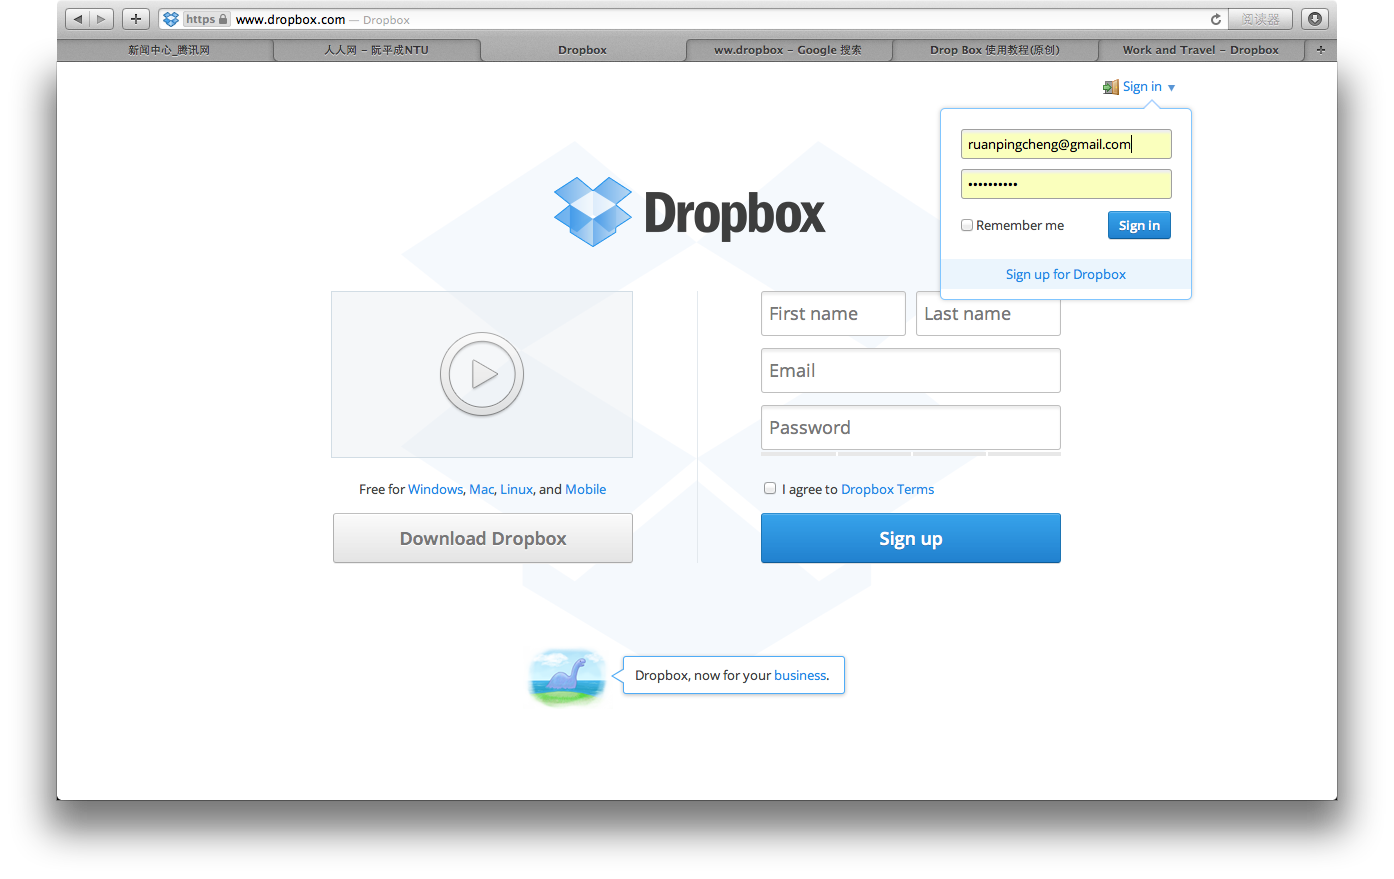 https www.dropbox.com — Dropbox 阅读器
新闻中心_腾讯网 人人网 - 阮平成NTU Dropbox ww.dropbox - Google 搜索 Drop Box 使用教程(原创) Work and Travel - Dropbox
Sign in
ruanpingcheng@gmail.com
••••••••••
Remember me Sign in
Sign up for Dropbox
Dropbox
First name Last name
Email
Password
Free for Windows, Mac, Linux, and Mobile
I agree to Dropbox Terms
Download Dropbox
Sign up
Dropbox, now for your business.